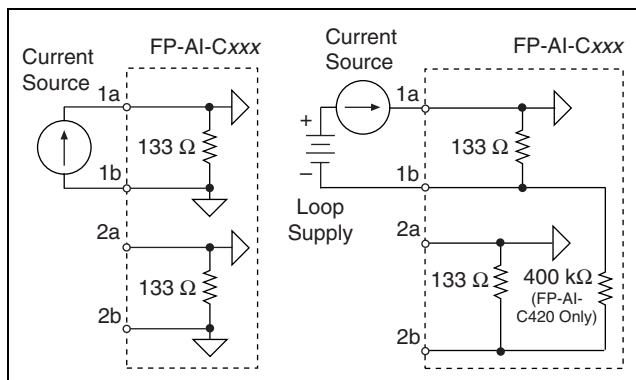 FP-AI-Cxxx
Current
Source
1a
133 Ω
1b
2a
133 Ω
2b
Current
Source
FP-AI-Cxxx
1a
+
133 Ω
–
1b
Loop
Supply
2a
133 Ω
400 kΩ
(FP-AI-
C420 Only)
2b